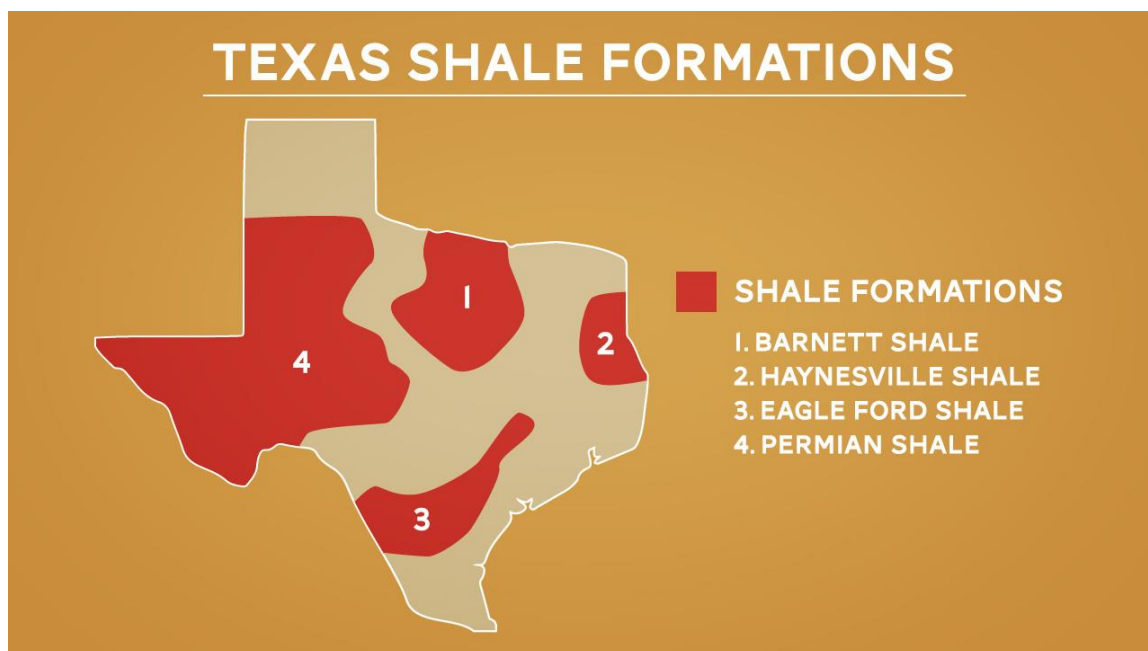 TEXAS SHALE FORMATIONS
1
2
4
3
SHALE FORMATIONS
1. BARNETT SHALE
2. HAYNESVILLE SHALE
3. EAGLE FORD SHALE
4. PERMIAN SHALE